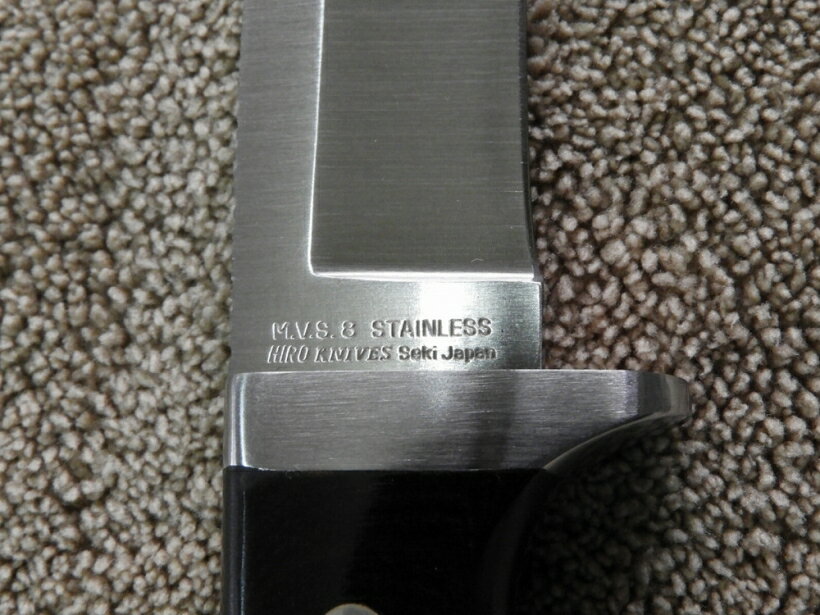 M.V.S. 8 STAINLESS
HIRO KNIVES Seki Japan